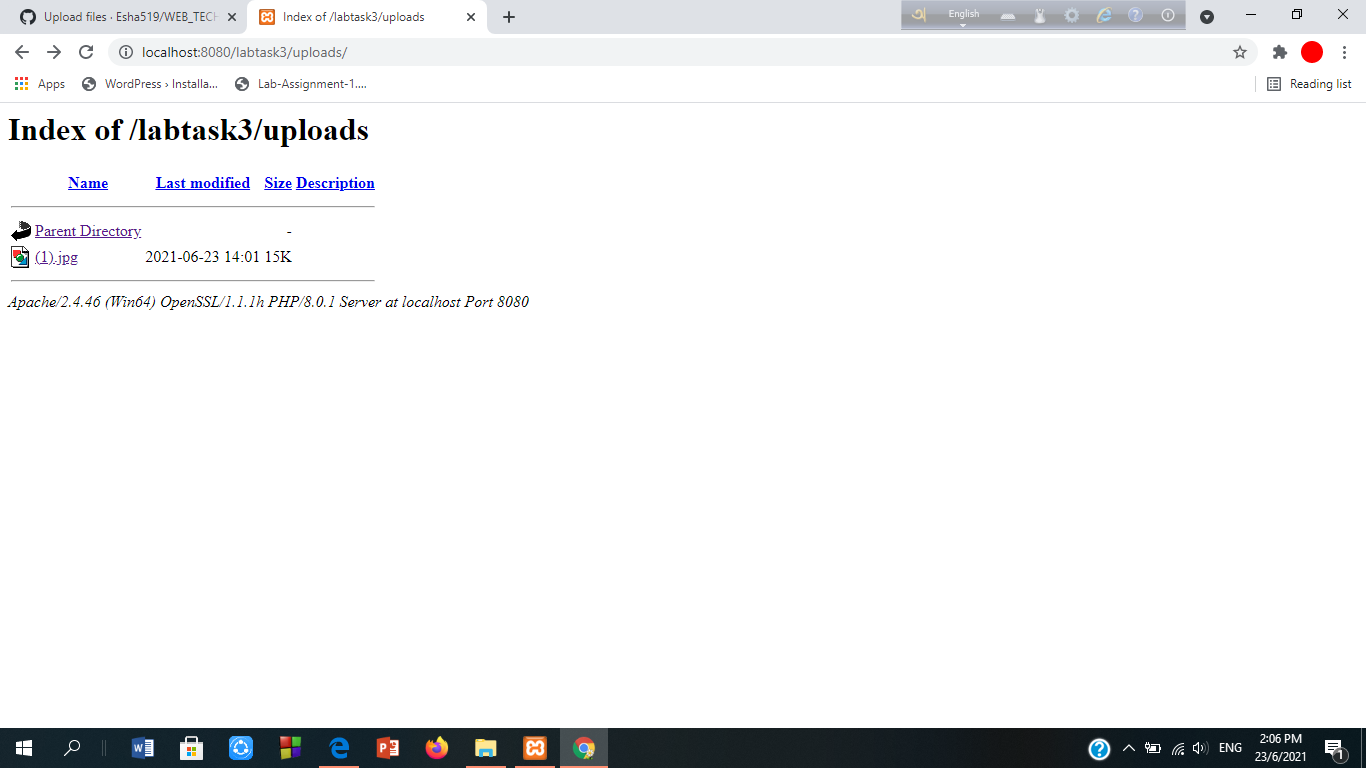 Upload files · Esha519/WEB_TECH
Index of /labtask3/uploads
English
localhost:8080/labtask3/uploads/
Apps
WordPress › Installa...
Lab-Assignment-1....
Reading list
Index of /labtask3/uploads
Name Last modified Size Description
Parent Directory -
(1).jpg 2021-06-23 14:01 15K
Apache/2.4.46 (Win64) OpenSSL/1.1.1h PHP/8.0.1 Server at localhost Port 8080
ENG
2:06 PM
23/6/2021
1